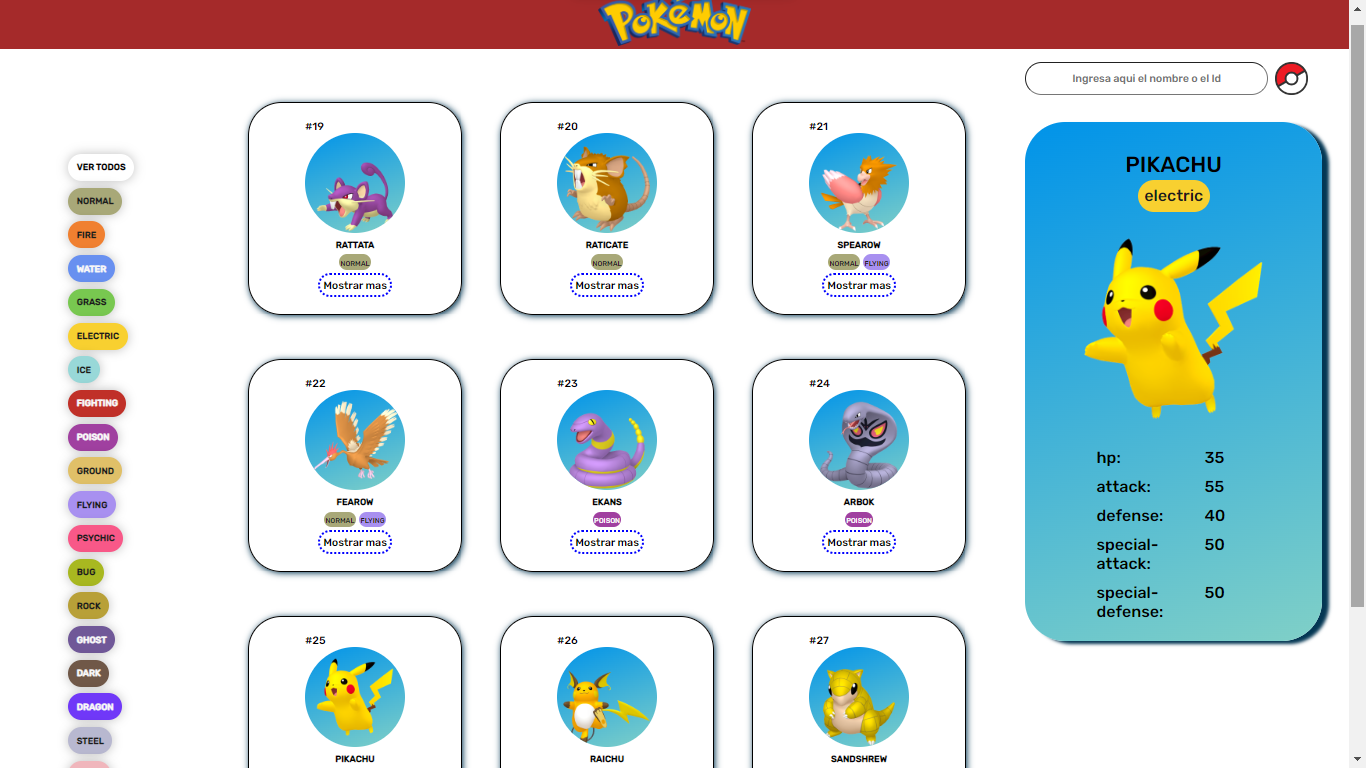 POKéMON
Ingresa aqui el nombre o el Id
VER TODOS
NORMAL
FIRE
WATER
GRASS
ELECTRIC
ICE
FIGHTING
POISON
GROUND
FLYING
PSYCHIC
BUG
ROCK
GHOST
DARK
DRAGON
STEEL
#19
RATTATA
NORMAL
Mostrar mas
#20
RATICATE
NORMAL
Mostrar mas
#21
SPEAROW
NORMAL FLYING
Mostrar mas
#22
FEAROW
NORMAL FLYING
Mostrar mas
#23
EKANS
POISON
Mostrar mas
#24
ARBOK
POISON
Mostrar mas
#25
PIKACHU
#26
RAICHU
#27
SANDSHREW
PIKACHU
electric
hp: 35
attack: 55
defense: 40
special- 50
attack:
special- 50
defense: